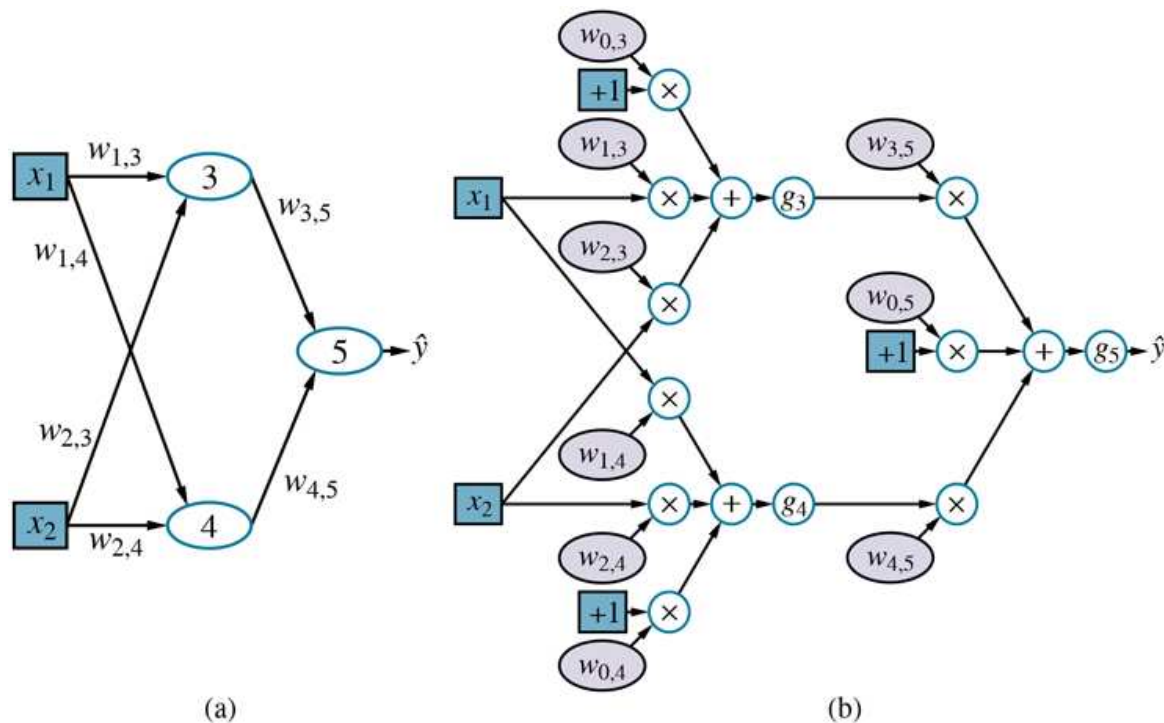 x₁
w₁,₃
3
w₃,₅
w₁,₄
5
ŷ
w₂,₃
x₂
w₂,₄
4
w₄,₅
(a)
w₀,₃
+1
×
w₁,₃
x₁
×
+
g₃
w₃,₅
×
w₂,₃
×
w₀,₅
+1
×
+
g₅
ŷ
×
w₁,₄
x₂
×
+
g₄
×
w₂,₄
w₄,₅
+1
×
w₀,₄
(b)